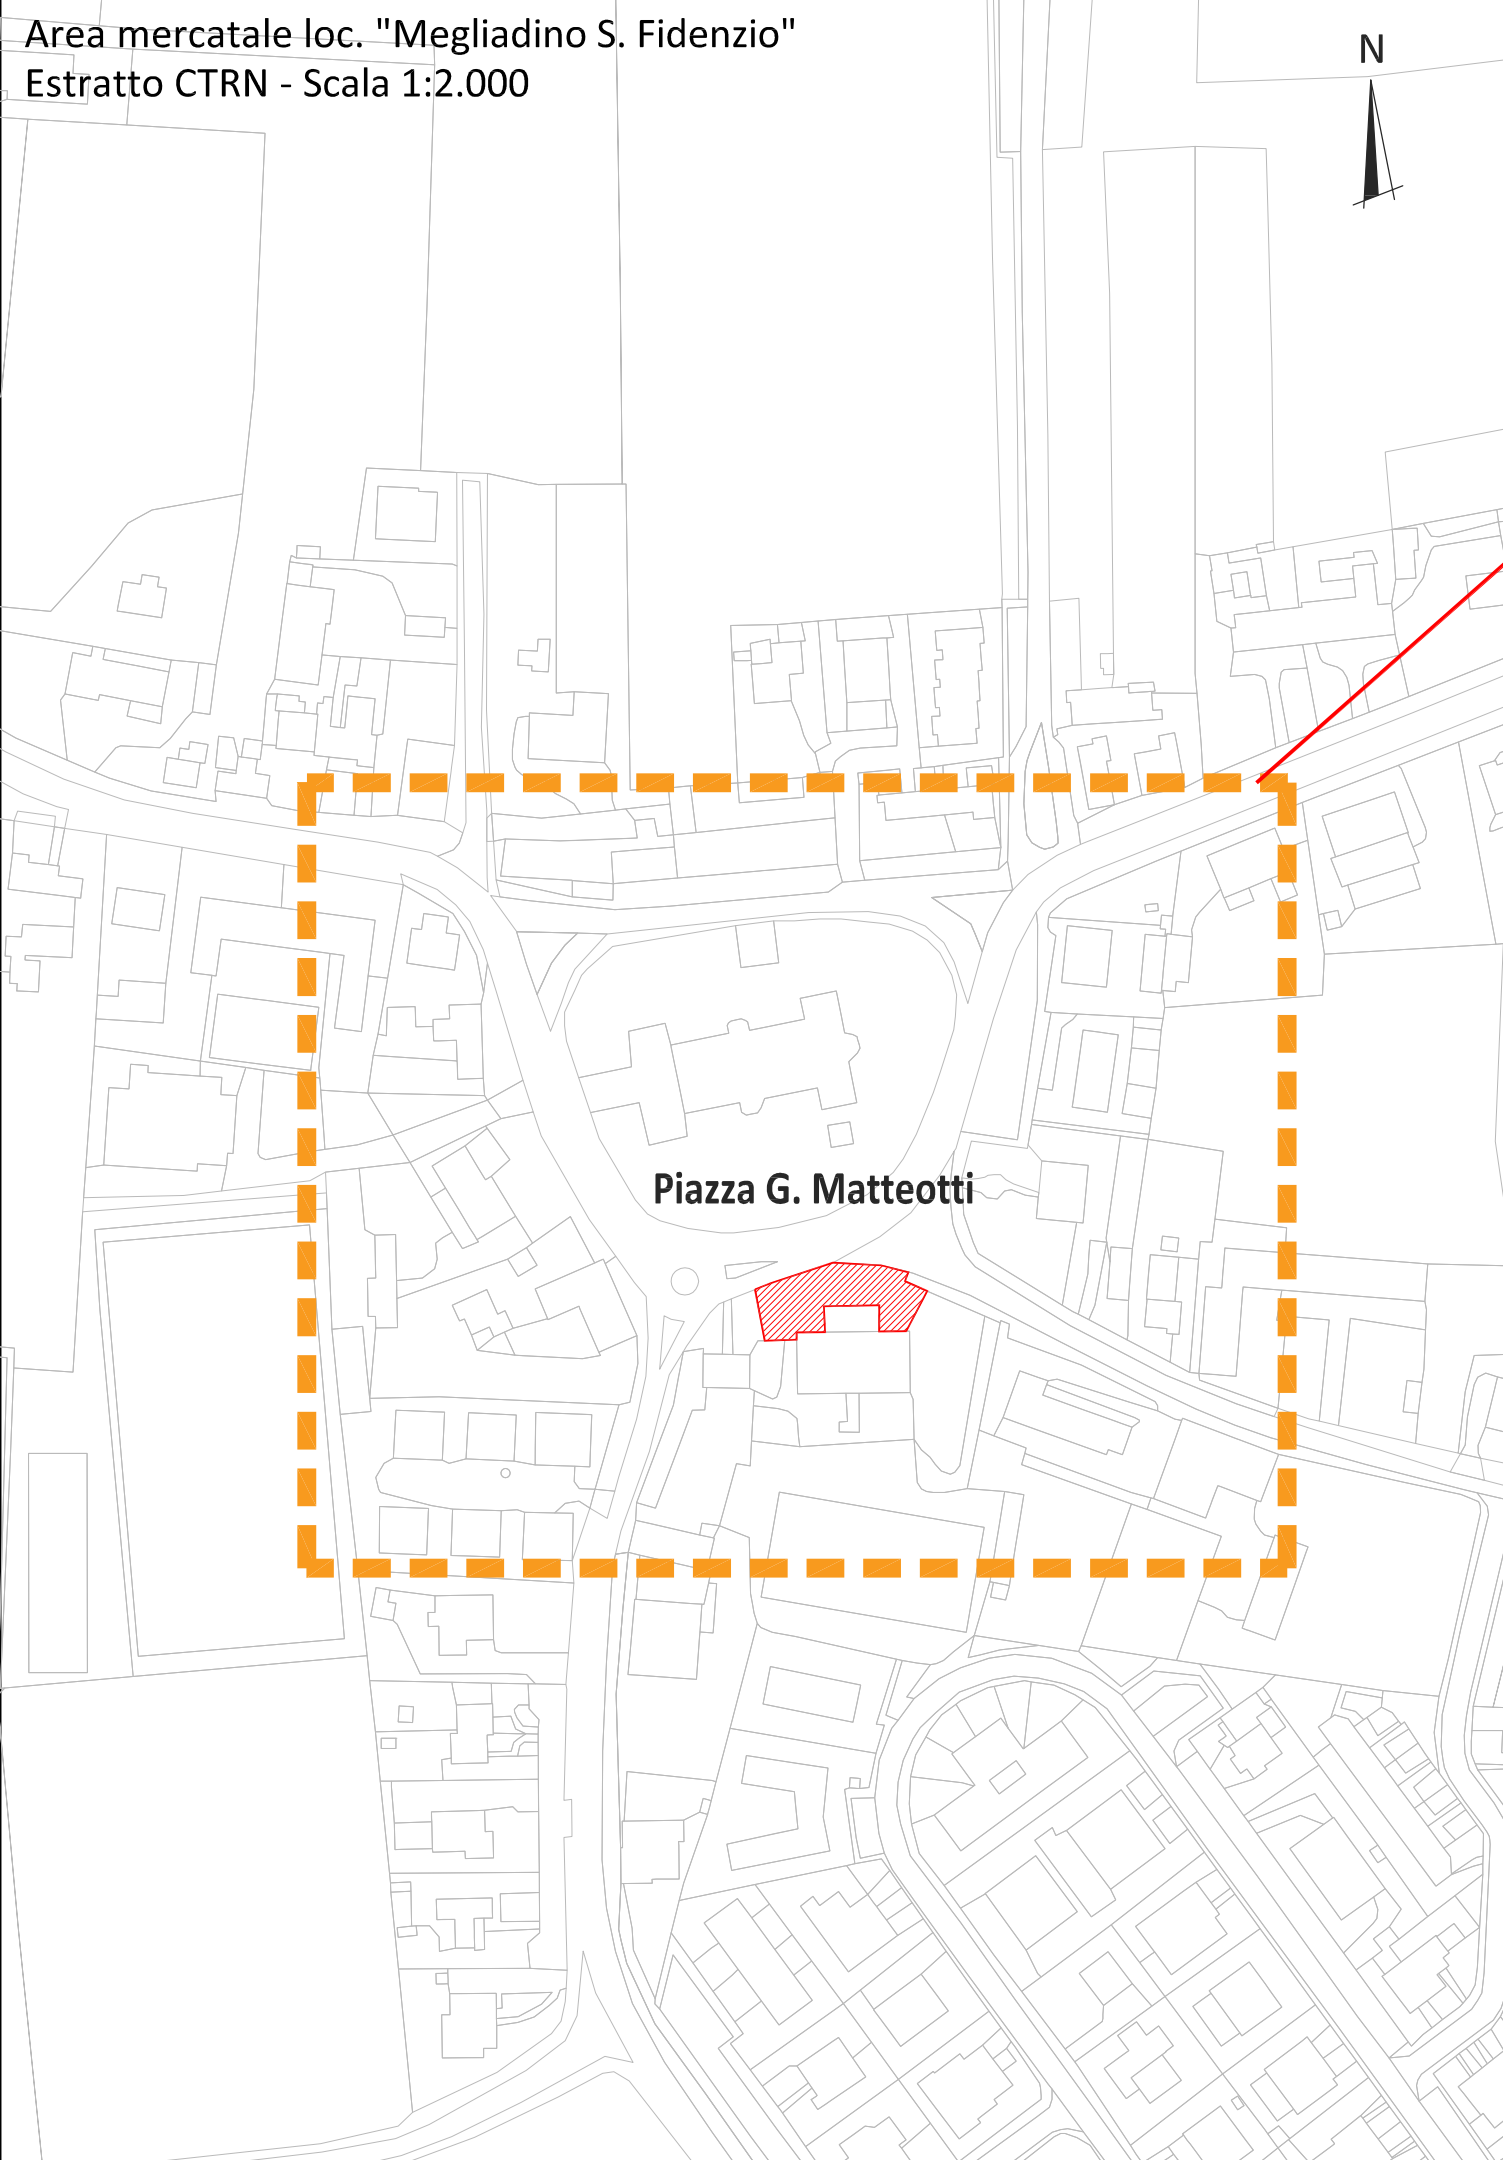 Area mercatale loc. "Megliadino S. Fidenzio"
Estratto CTRN - Scala 1:2.000
N
Piazza G. Matteotti